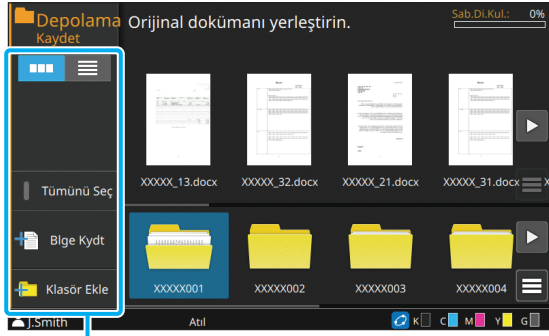 Depolama
Kaydet
Orijinal dokümanı yerleştirin.
Sab.Di.Kul.: 0%
XXXXX_13.docx
XXXXX_32.docx
XXXXX_21.docx
XXXXX_31.docx
X
Tümünü Seç
Blge Kydt
Klasör Ekle
XXXXX001
XXXXX002
XXXXX003
XXXXX004
J.Smith
Atıl
K C M Y G